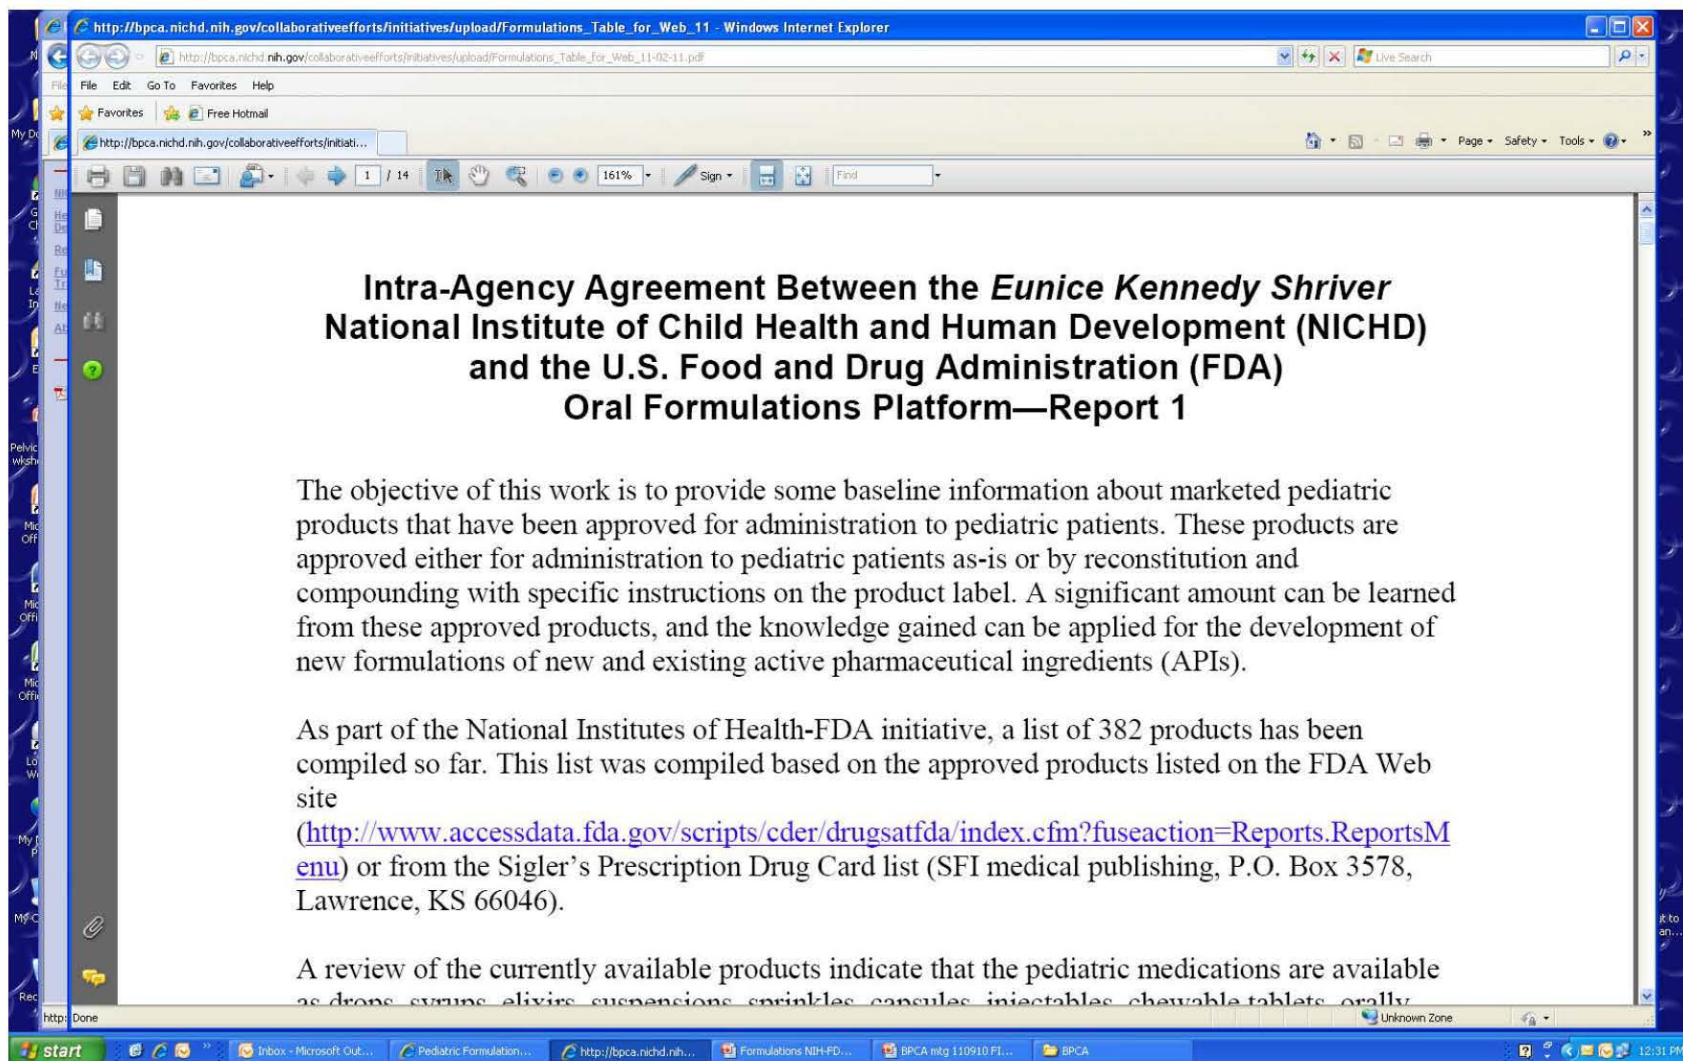 http://bpca.nichd.nih.gov/collaborativeefforts/initiatives/upload/Formulations_Table_for_Web_11 - Windows Internet Explorer
http://bpca.nichd.nih.gov/collaborativeefforts/initiatives/upload/Formulations_Table_for_Web_11-02-11.pdf
Live Search
File Edit Go To Favorites Help
Favorites Free Hotmail
http://bpca.nichd.nih.gov/collaborativeefforts/initiati...
Page Safety Tools
1 / 14 161% Sign Find
Intra-Agency Agreement Between the Eunice Kennedy Shriver
National Institute of Child Health and Human Development (NICHD)
and the U.S. Food and Drug Administration (FDA)
Oral Formulations Platform—Report 1
The objective of this work is to provide some baseline information about marketed pediatric
products that have been approved for administration to pediatric patients. These products are
approved either for administration to pediatric patients as-is or by reconstitution and
compounding with specific instructions on the product label. A significant amount can be learned
from these approved products, and the knowledge gained can be applied for the development of
new formulations of new and existing active pharmaceutical ingredients (APIs).
As part of the National Institutes of Health-FDA initiative, a list of 382 products has been
compiled so far. This list was compiled based on the approved products listed on the FDA Web
site
(http://www.accessdata.fda.gov/scripts/cder/drugsatfda/index.cfm?fuseaction=Reports.ReportsM
enu) or from the Sigler’s Prescription Drug Card list (SFI medical publishing, P.O. Box 3578,
Lawrence, KS 66046).
A review of the currently available products indicate that the pediatric medications are available
as drops, syrups, elixirs, suspensions, sprinkles, capsules, injectables, chewable tablets, orally
Done
Unknown Zone
start
Inbox - Microsoft Out...
Pediatric Formulation...
http://bpca.nichd.nih...
Formulations NIH-FD...
BPCA mtg 110910 FI...
BPCA
12:31 PM